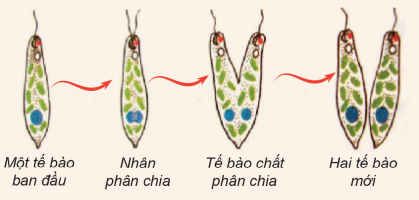 Một tế bào
ban đầu
Nhân
phân chia
Tế bào chất
phân chia
Hai tế bào
mới